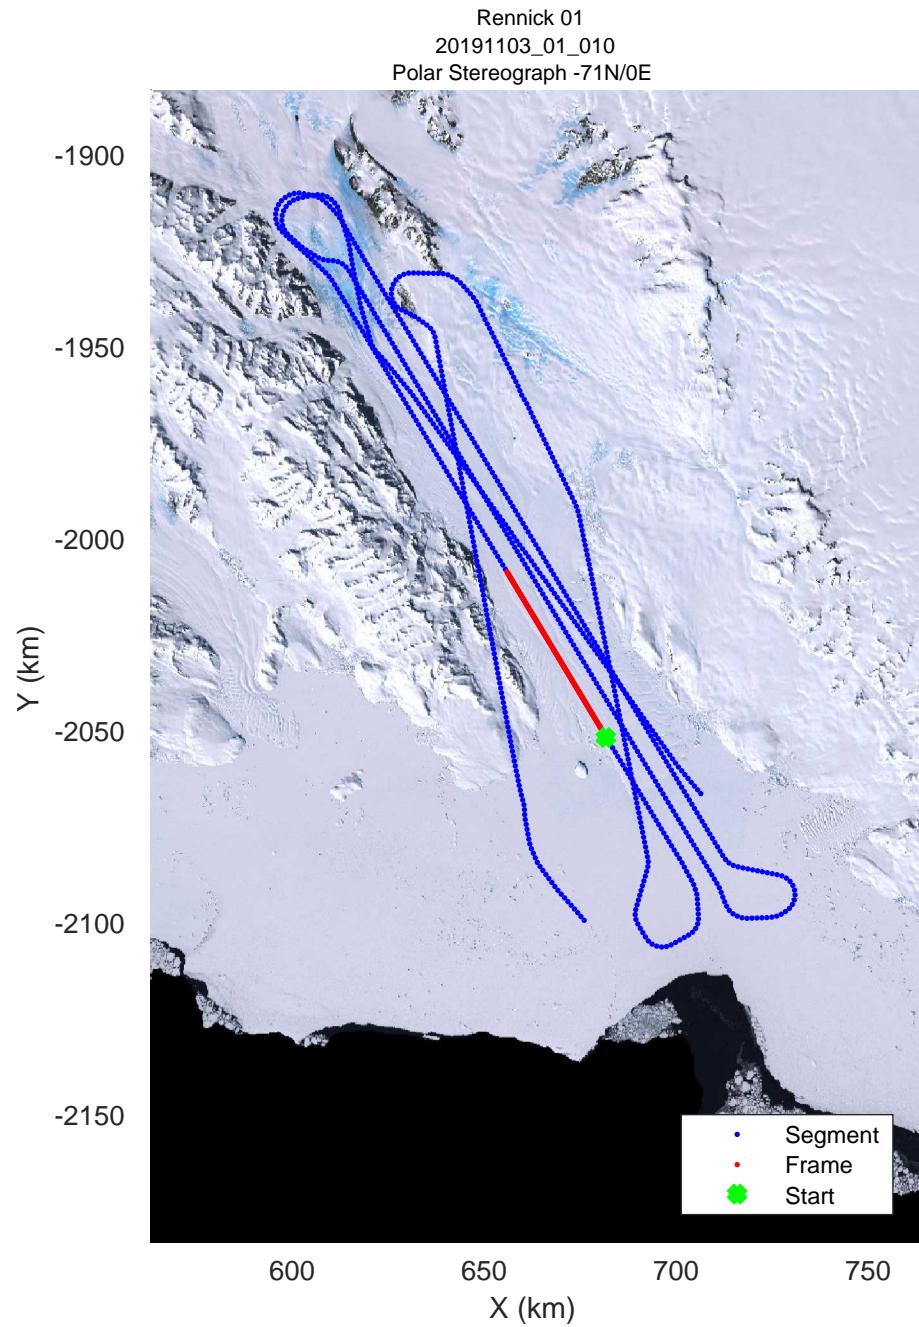 Rennick 01
20191103_01_010
Polar Stereograph -71N/0E
-1900
-1950
-2000
-2050
-2100
-2150
Y (km)
600
650
700
750
X (km)
Segment
Frame
Start